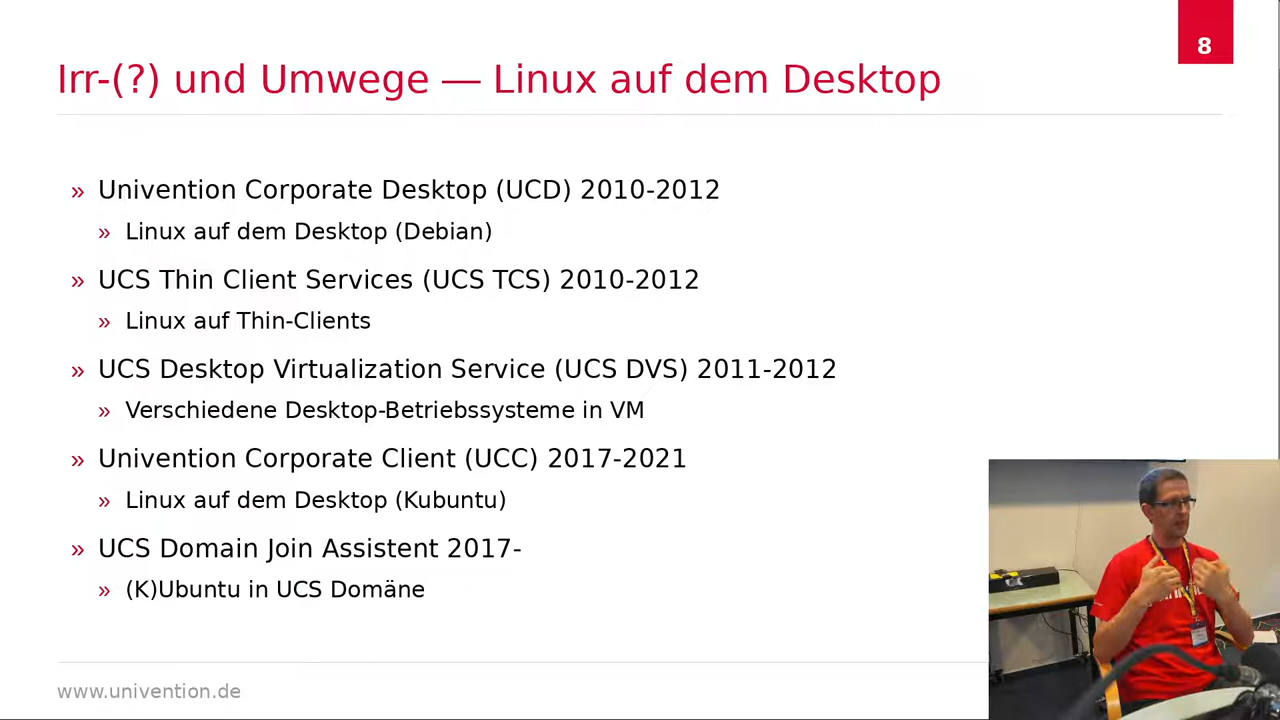 8
Irr-(?) und Umwege — Linux auf dem Desktop
» Univention Corporate Desktop (UCD) 2010-2012
» Linux auf dem Desktop (Debian)
» UCS Thin Client Services (UCS TCS) 2010-2012
» Linux auf Thin-Clients
» UCS Desktop Virtualization Service (UCS DVS) 2011-2012
» Verschiedene Desktop-Betriebssysteme in VM
» Univention Corporate Client (UCC) 2017-2021
» Linux auf dem Desktop (Kubuntu)
» UCS Domain Join Assistent 2017-
» (K)Ubuntu in UCS Domäne
www.univention.de